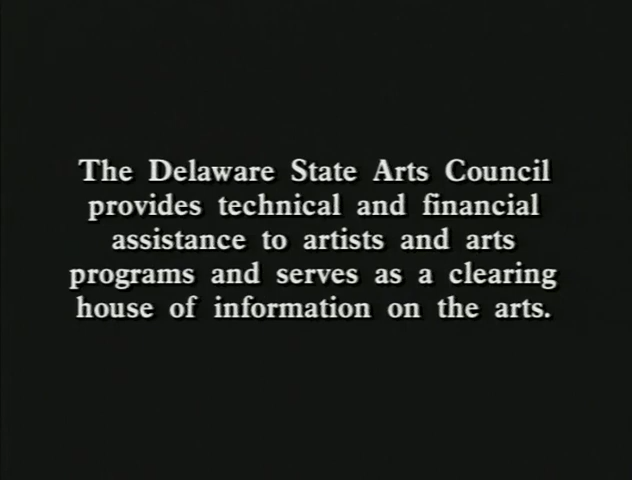 The Delaware State Arts Council
provides technical and financial
assistance to artists and arts
programs and serves as a clearing
house of information on the arts.